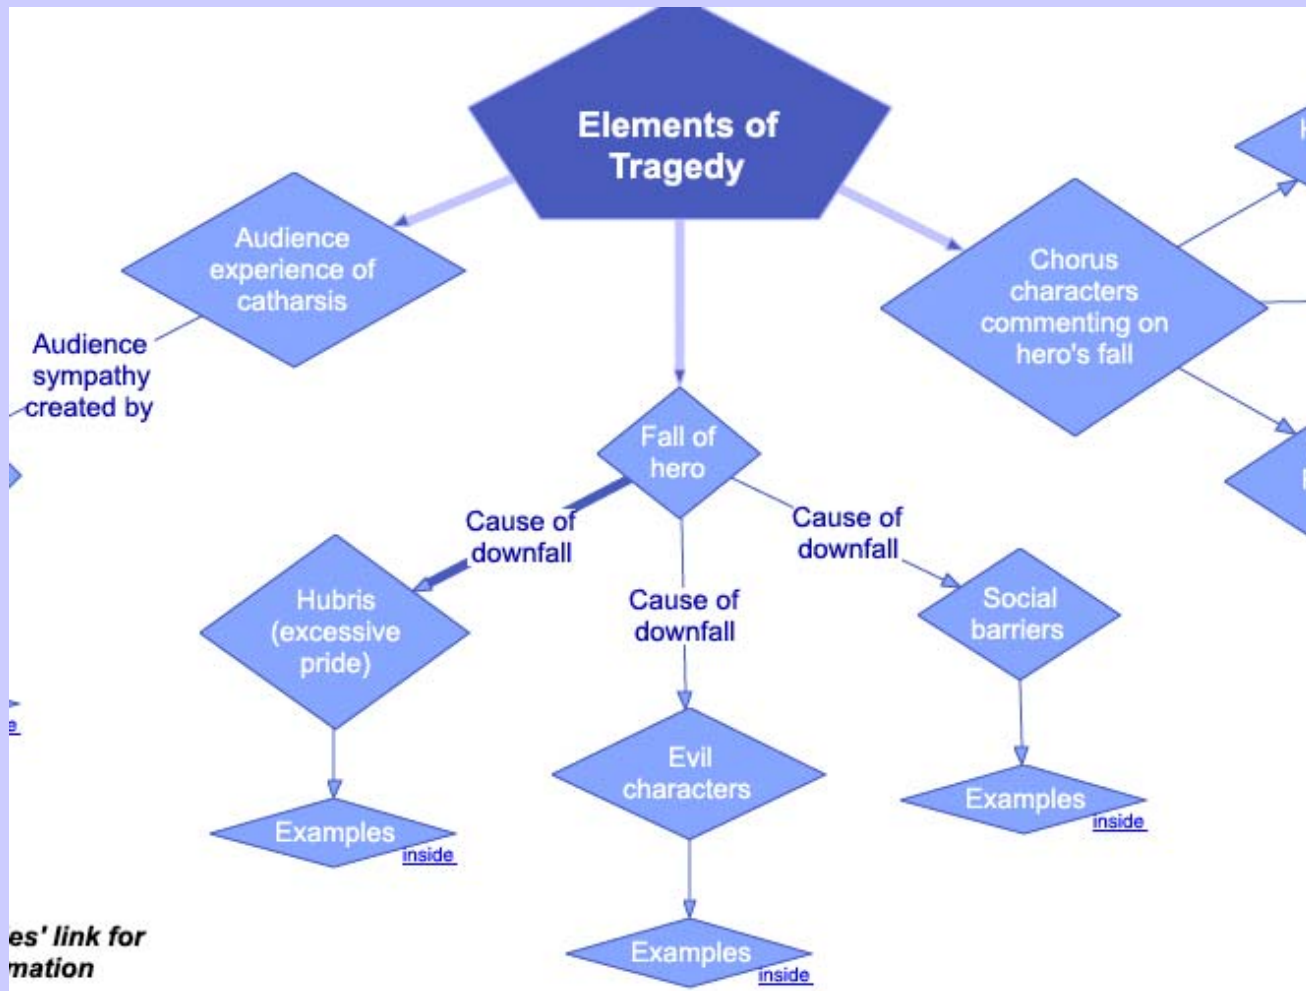 Elements of
Tragedy
Audience
experience of
catharsis
Chorus
characters
commenting on
hero's fall
Audience
sympathy
created by
Fall of
hero
Cause of
downfall
Cause of
downfall
Cause of
downfall
Hubris
(excessive
pride)
Social
barriers
Evil
characters
Examples
inside
Examples
inside
Examples
inside
es' link for
mation